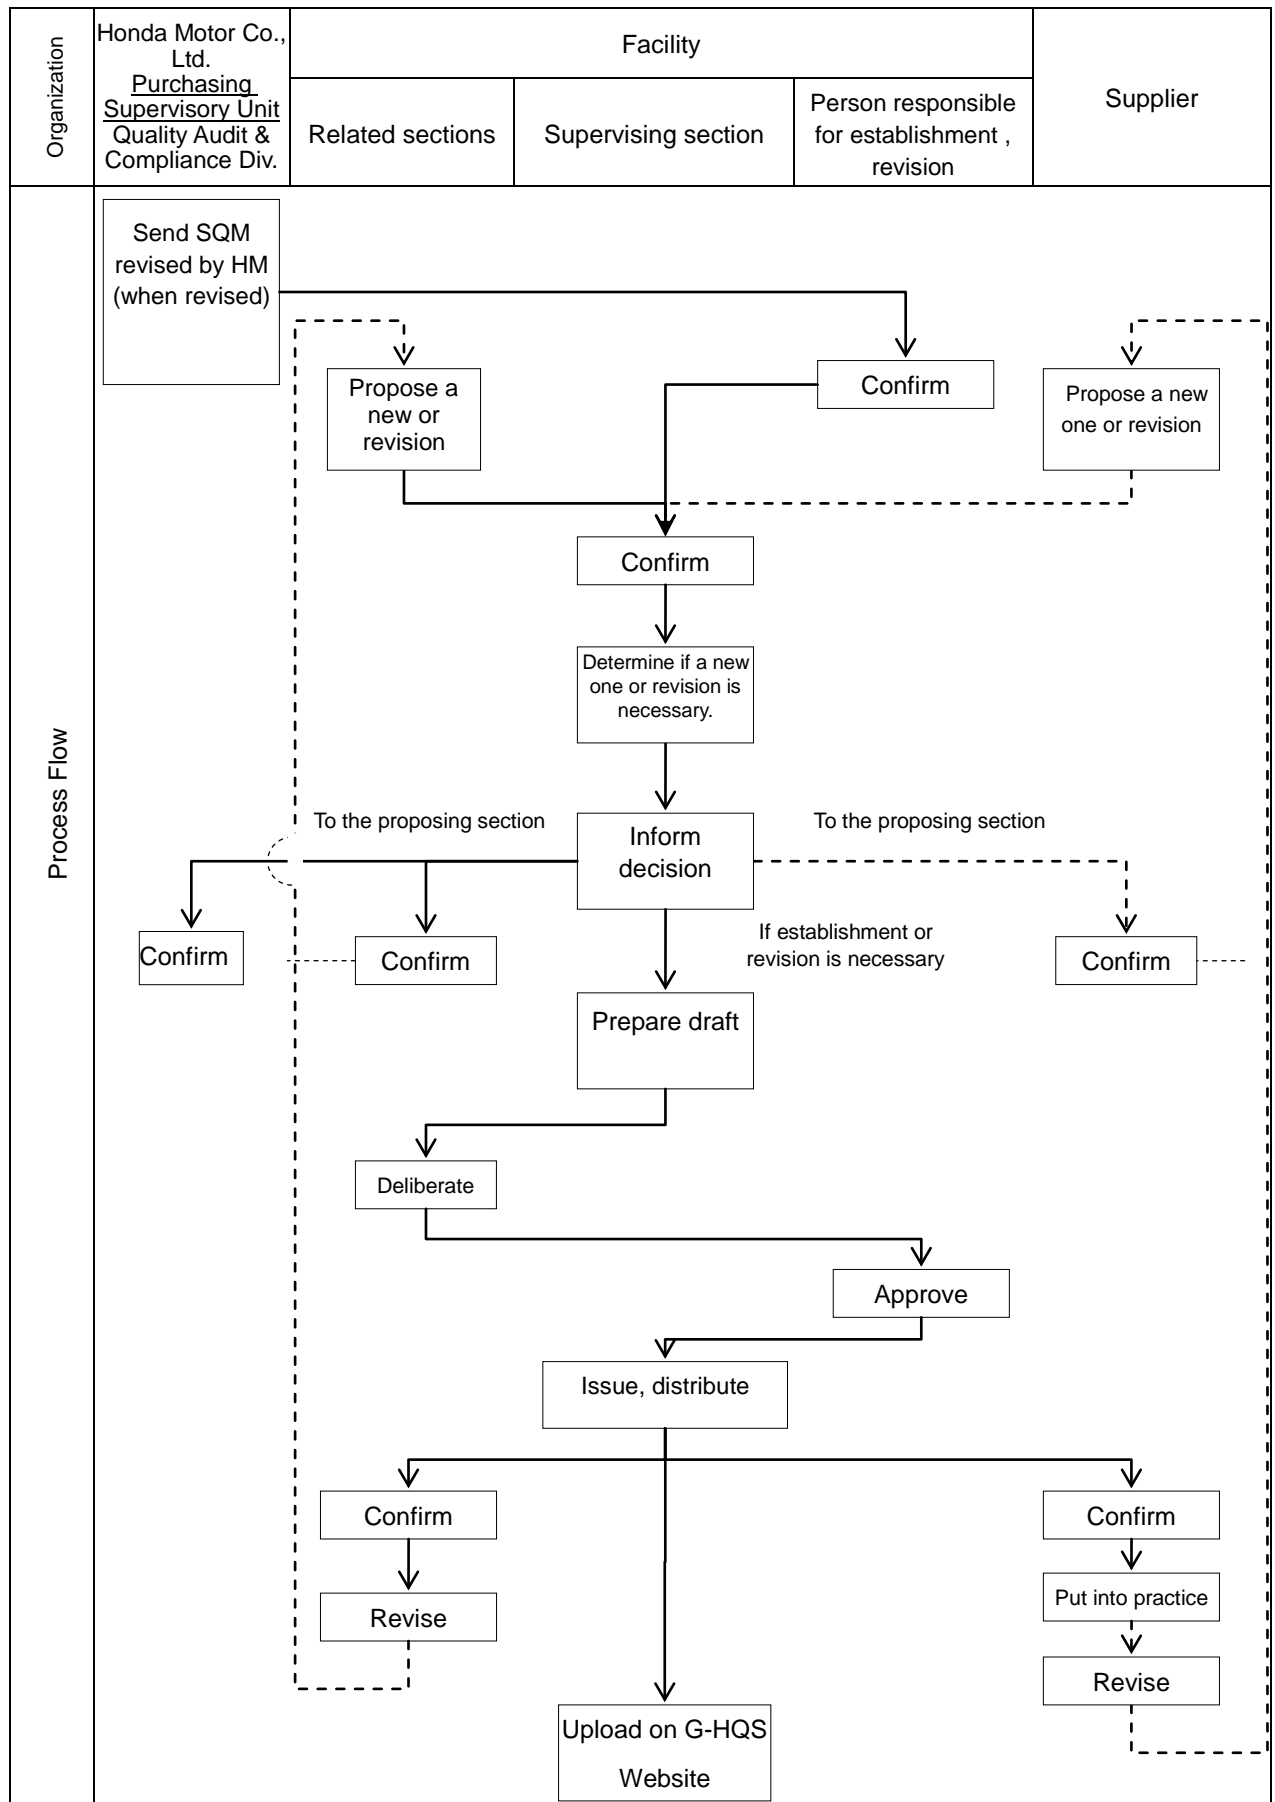 Organization
Honda Motor Co.,
Ltd.
Purchasing
Supervisory Unit
Quality Audit &
Compliance Div.
Facility
Related sections
Supervising section
Person responsible
for establishment ,
revision
Supplier
Process Flow
Send SQM
revised by HM
(when revised)
Propose a
new or
revision
Confirm
Propose a new
one or revision
Confirm
Determine if a new
one or revision is
necessary.
To the proposing section
Inform
decision
To the proposing section
If establishment or
revision is necessary
Confirm
Confirm
Confirm
Prepare draft
Deliberate
Approve
Issue, distribute
Confirm
Confirm
Revise
Put into practice
Revise
Upload on G-HQS
Website